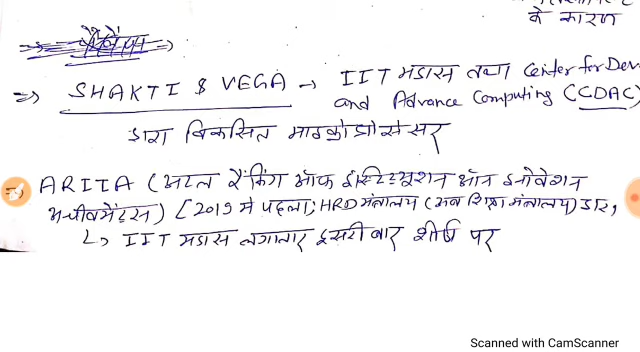 के कारण
=> SHAKTI & VEGA → IIT मद्रास तथा Center for Dev
and Advance Computing (CDAC)
द्वारा विकसित माइक्रोप्रोसेसर
=> ARIIA (अटल रैंकिंग ऑफ इंस्टिट्यूशन ऑन इनोवेशन
अचीवमेंट्स) [2019 मे पहला; HRD मंत्रालय (अब शिक्षा मंत्रालय) द्वारा,
↳ IIT मद्रास लगातार दूसरी बार शीर्ष पर
Scanned with CamScanner